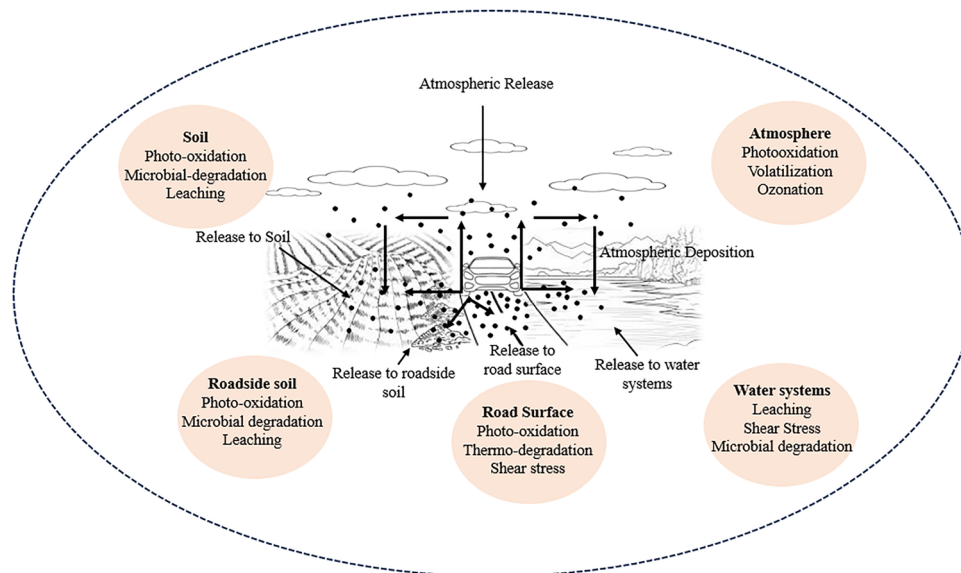 Atmospheric Release
Soil
Photo-oxidation
Microbial-degradation
Leaching
Atmosphere
Photooxidation
Volatilization
Ozonation
Release to Soil
Atmospheric Deposition
Release to roadside
soil
Release to
road surface
Release to water
systems
Roadside soil
Photo-oxidation
Microbial degradation
Leaching
Road Surface
Photo-oxidation
Thermo-degradation
Shear stress
Water systems
Leaching
Shear Stress
Microbial degradation